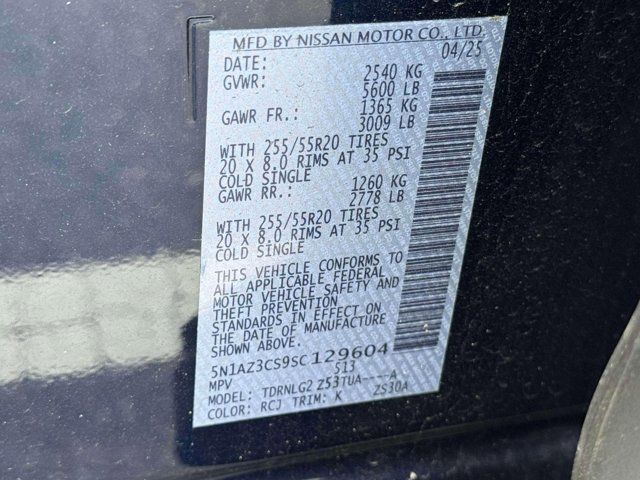 MFD BY NISSAN MOTOR CO., LTD.
DATE: 04/25
GVWR: 2540 KG
5600 LB
GAWR FR.: 1365 KG
3009 LB
WITH 255/55R20 TIRES
20 X 8.0 RIMS AT 35 PSI
COLD SINGLE
GAWR RR.: 1260 KG
2778 LB
WITH 255/55R20 TIRES
20 X 8.0 RIMS AT 35 PSI
COLD SINGLE
THIS VEHICLE CONFORMS TO
ALL APPLICABLE FEDERAL
MOTOR VEHICLE SAFETY AND
THEFT PREVENTION
STANDARDS IN EFFECT ON
THE DATE OF MANUFACTURE
SHOWN ABOVE.
5N1AZ3CS9SC129604
MPV 513
MODEL: TDRNLG2 Z53TUA----A
COLOR: RCJ TRIM: K ZS30A